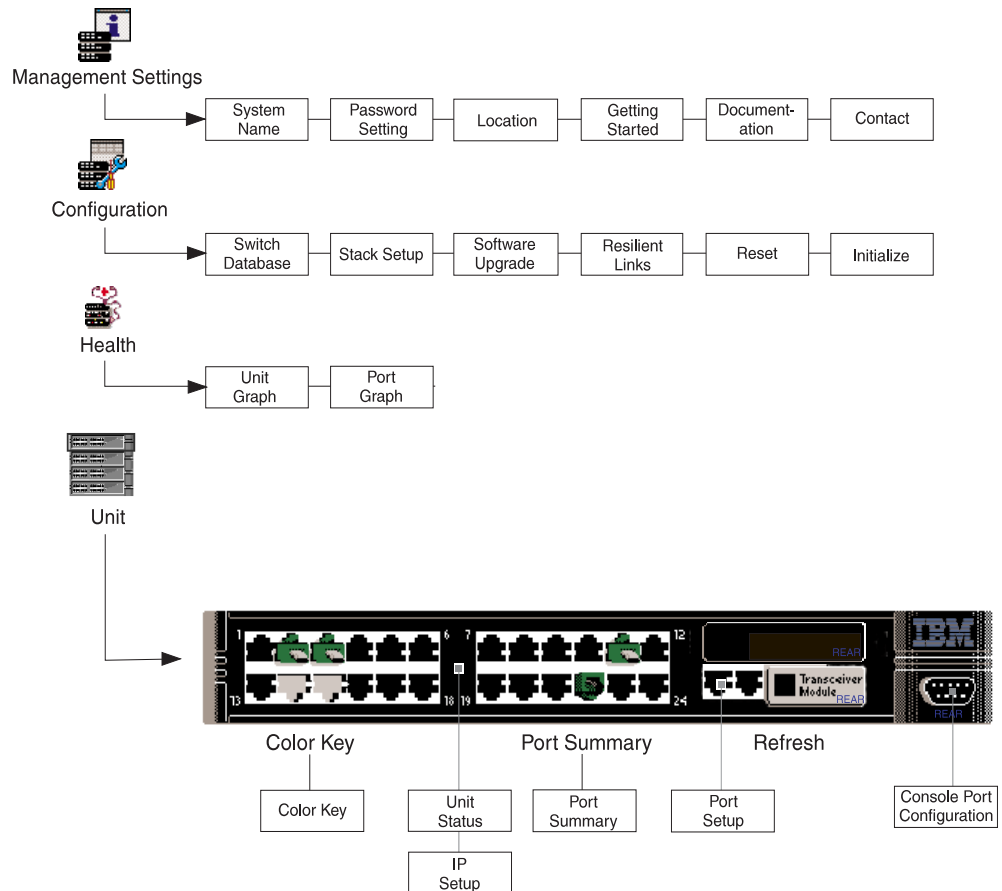 Management Settings
System
Name
Password
Setting
Location
Getting
Started
Document-
ation
Contact
Configuration
Switch
Database
Stack Setup
Software
Upgrade
Resilient
Links
Reset
Initialize
Health
Unit
Graph
Port
Graph
Unit
1 6 7 12
IBM
REAR
Transceiver
Module REAR
13 18 19 24
REAR
Color Key
Port Summary
Refresh
Color Key
Unit
Status
Port
Summary
Port
Setup
Console Port
Configuration
IP
Setup